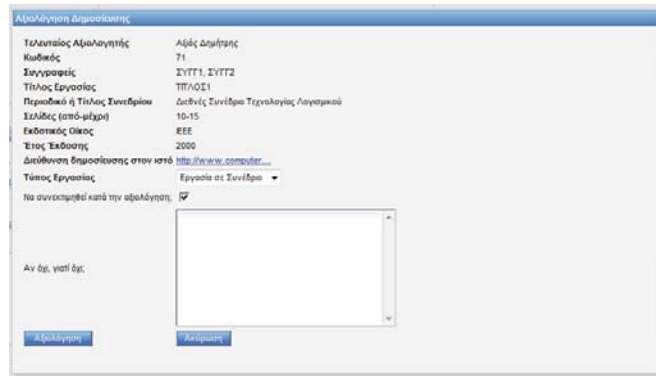 Αξιολόγηση Δημοσίευσης
Τελευταίος Αξιολογητής Αξιός Δημήτρης
Κωδικός 71
Συγγραφείς ΣΥΓΓ1, ΣΥΓΓ2
Τίτλος Εργασίας ΤΙΤΛΟΣ1
Περιοδικό ή Τίτλος Συνεδρίου Διεθνές Συνέδριο Τεχνολογίας Λογισμικού
Σελίδες (από-μέχρι) 10-15
Εκδοτικός Οίκος IEEE
Έτος Έκδοσης 2000
Διεύθυνση δημοσίευσης στον ιστό http://www.computer....
Τύπος Εργασίας Εργασία σε Συνέδριο
Να συνεκτιμηθεί κατά την αξιολόγηση;
Αν όχι, γιατί όχι;
Αξιολόγηση Ακύρωση